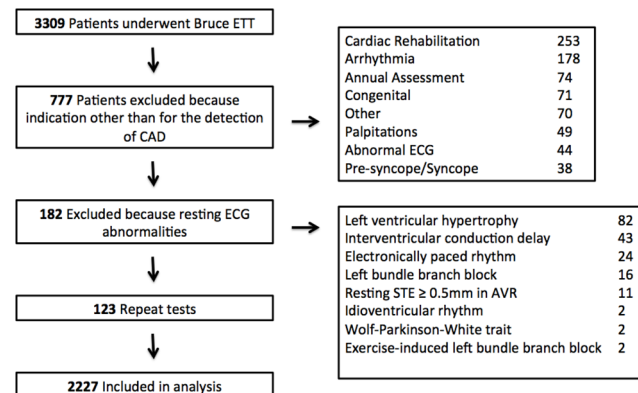 3309 Patients underwent Bruce ETT
777 Patients excluded because
indication other than for the detection
of CAD
Cardiac Rehabilitation 253
Arrhythmia 178
Annual Assessment 74
Congenital 71
Other 70
Palpitations 49
Abnormal ECG 44
Pre-syncope/Syncope 38
182 Excluded because resting ECG
abnormalities
Left ventricular hypertrophy 82
Interventricular conduction delay 43
Electronically paced rhythm 24
Left bundle branch block 16
Resting STE ≥ 0.5mm in AVR 11
Idioventricular rhythm 2
Wolf-Parkinson-White trait 2
Exercise-induced left bundle branch block 2
123 Repeat tests
2227 Included in analysis